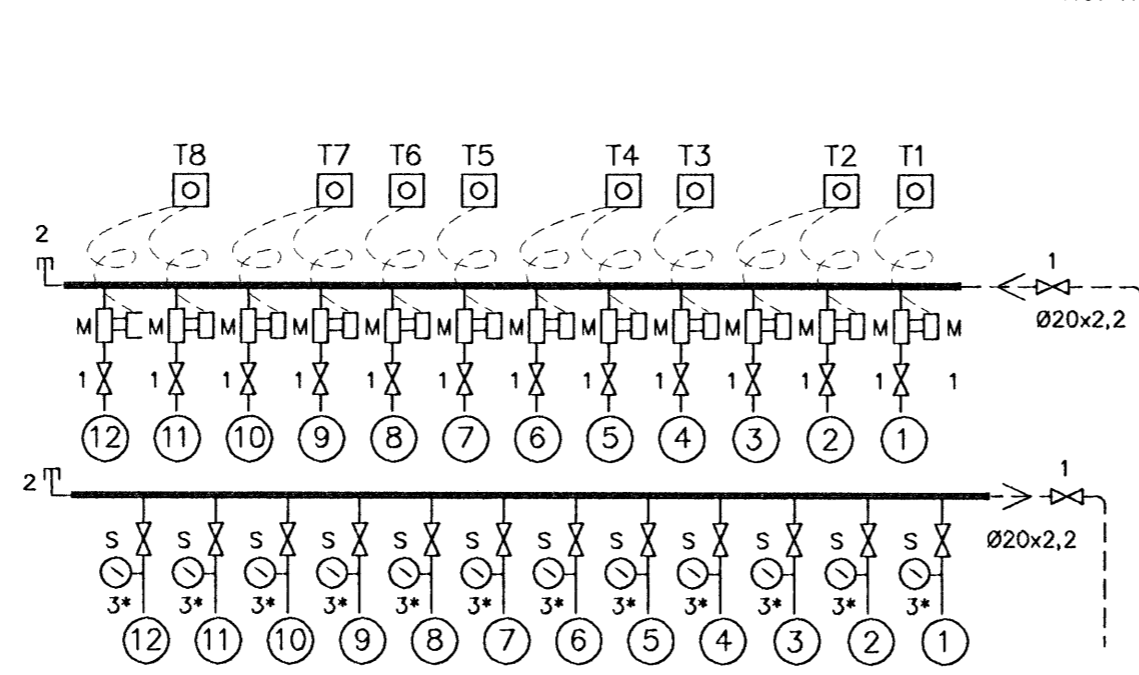 T8 T7 T6 T5 T4 T3 T2 T1
2
1
Ø20x2,2
M M M M M M M M M M M M M
1 1 1 1 1 1 1 1 1 1 1 1 1
12 11 10 9 8 7 6 5 4 3 2 1
2
1
Ø20x2,2
S S S S S S S S S S S S
3* 3* 3* 3* 3* 3* 3* 3* 3* 3* 3* 3*
12 11 10 9 8 7 6 5 4 3 2 1